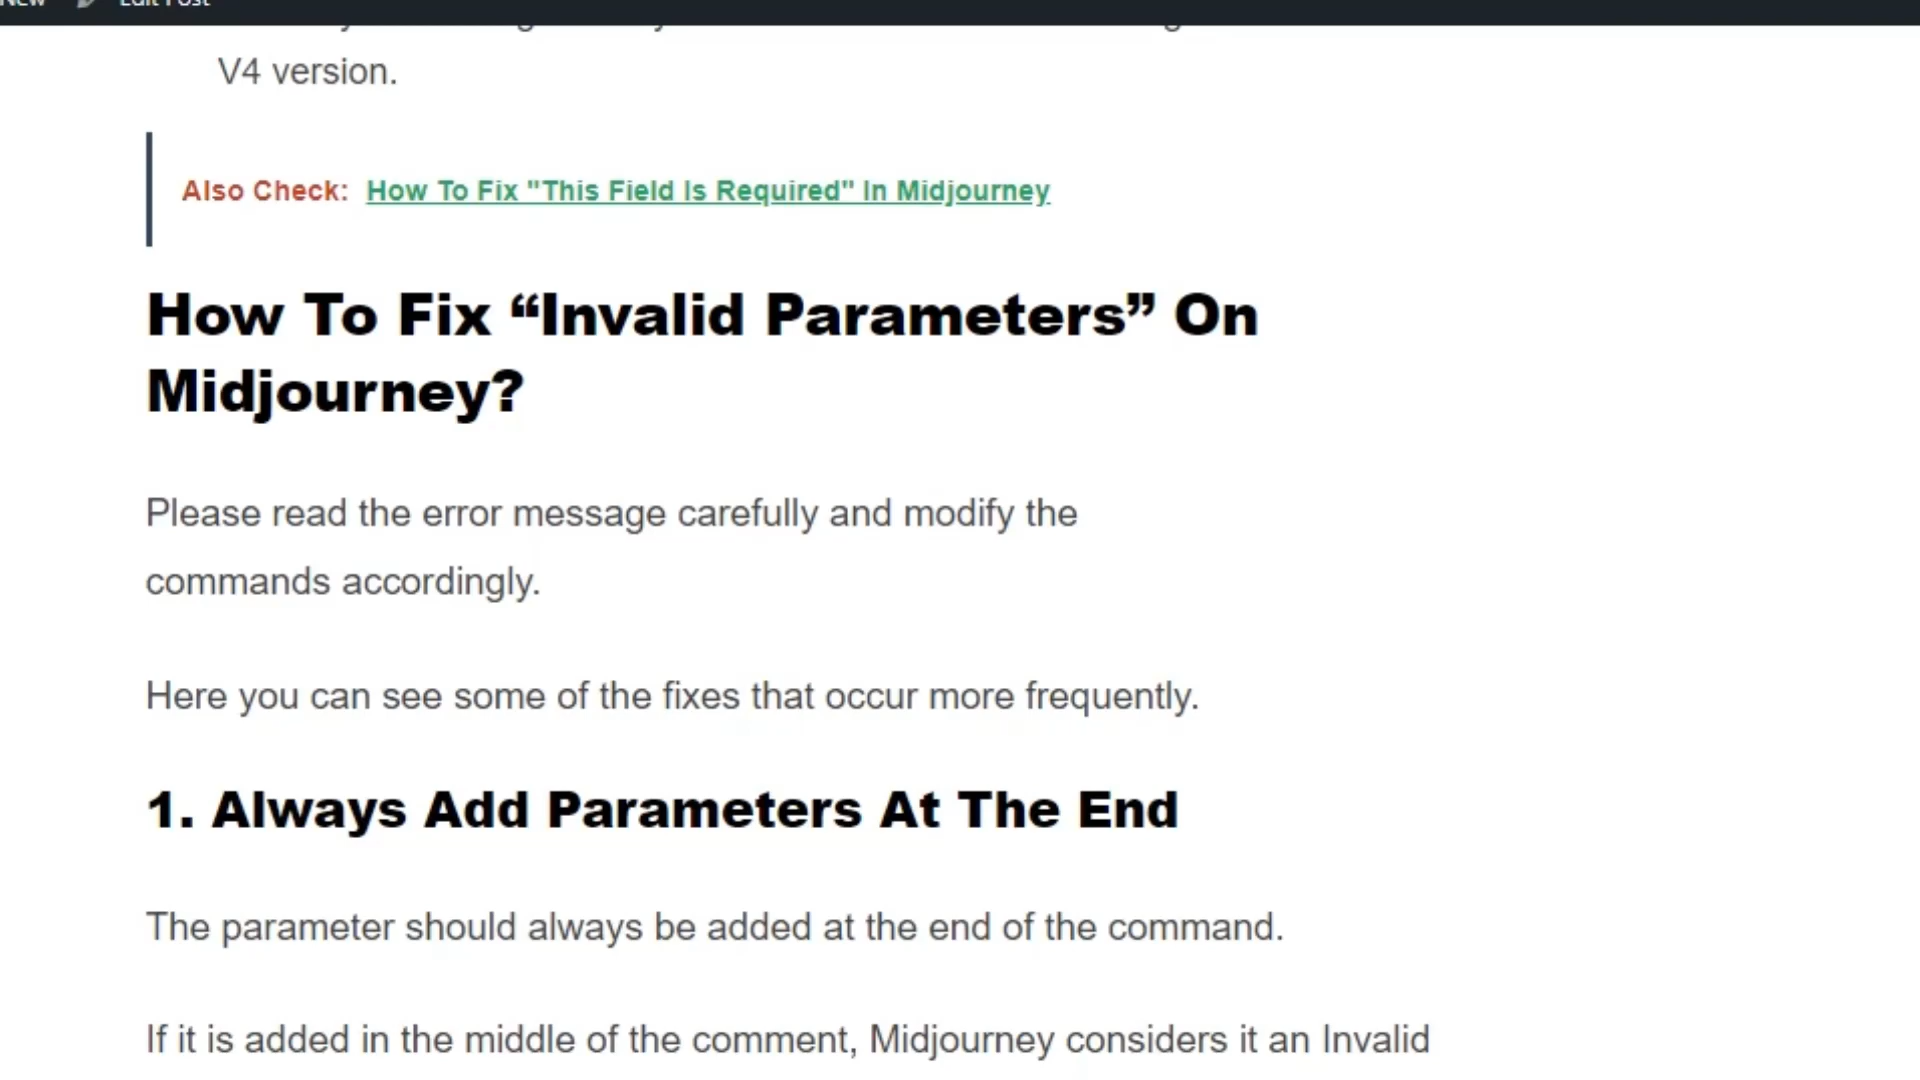 New Edit Post
V4 version.
Also Check: How To Fix "This Field Is Required" In Midjourney
How To Fix “Invalid Parameters” On
Midjourney?
Please read the error message carefully and modify the
commands accordingly.
Here you can see some of the fixes that occur more frequently.
1. Always Add Parameters At The End
The parameter should always be added at the end of the command.
If it is added in the middle of the comment, Midjourney considers it an Invalid